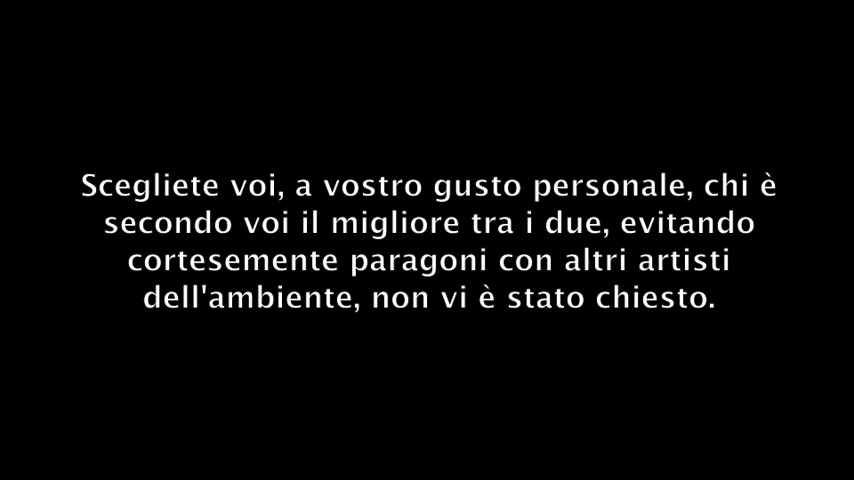 Scegliete voi, a vostro gusto personale, chi è
secondo voi il migliore tra i due, evitando
cortesemente paragoni con altri artisti
dell'ambiente, non vi è stato chiesto.